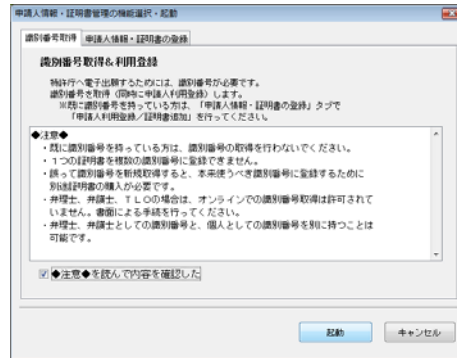 申請人情報・証明書管理の機能選択・起動
識別番号取得 申請人情報・証明書の登録
識別番号取得&利用登録
特許庁へ電子出願するためには、識別番号が必要です。
識別番号を取得（同時に申請人利用登録）します。
※既に識別番号を持っている方は、「申請人情報・証明書の登録」タブで
「申請人利用登録／証明書追加」を行ってください。
◆注意◆
・既に識別番号を持っている方は、識別番号の取得を行わないでください。
・１つの証明書を複数の識別番号に登録できません。
・誤って識別番号を新規取得すると、本来使うべき識別番号に登録するために
別途証明書の購入が必要です。
・弁理士、弁護士、ＴＬＯの場合は、オンラインでの識別番号取得は許可されて
いません。書面による手続を行ってください。
・弁理士、弁護士としての識別番号と、個人としての識別番号を別に持つことは
可能です。
◆注意◆を読んで内容を確認した
起動 キャンセル